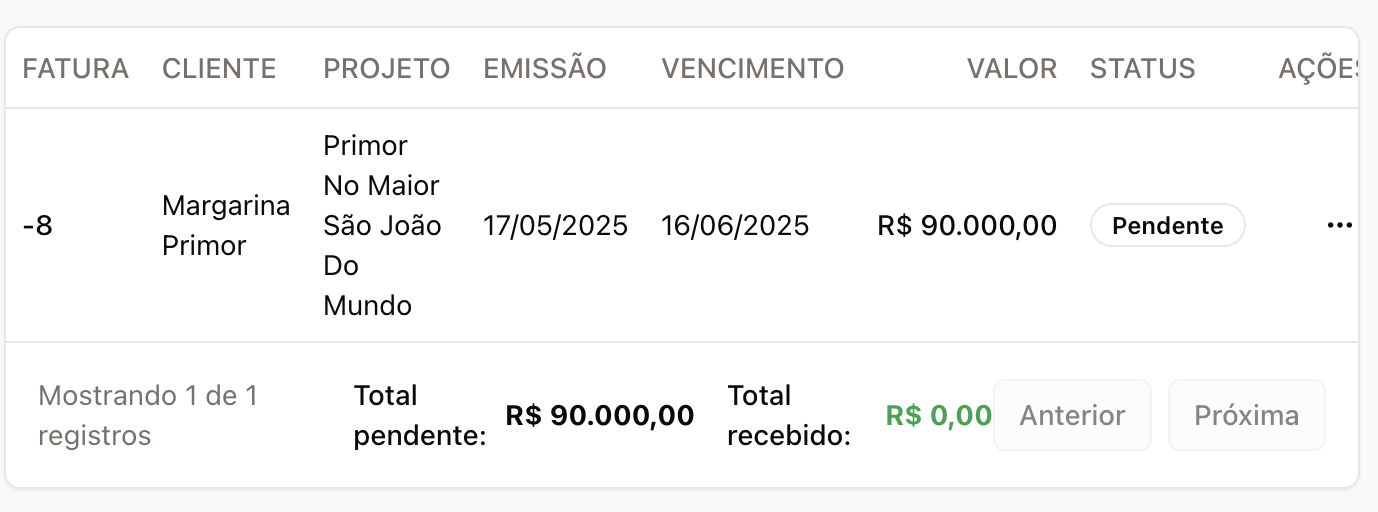 FATURA CLIENTE PROJETO EMISSÃO VENCIMENTO VALOR STATUS AÇÕES
-8 Margarina Primor Primor No Maior São João Do Mundo 17/05/2025 16/06/2025 R$ 90.000,00 Pendente ...
Mostrando 1 de 1 registros Total pendente: R$ 90.000,00 Total recebido: R$ 0,00 Anterior Próxima